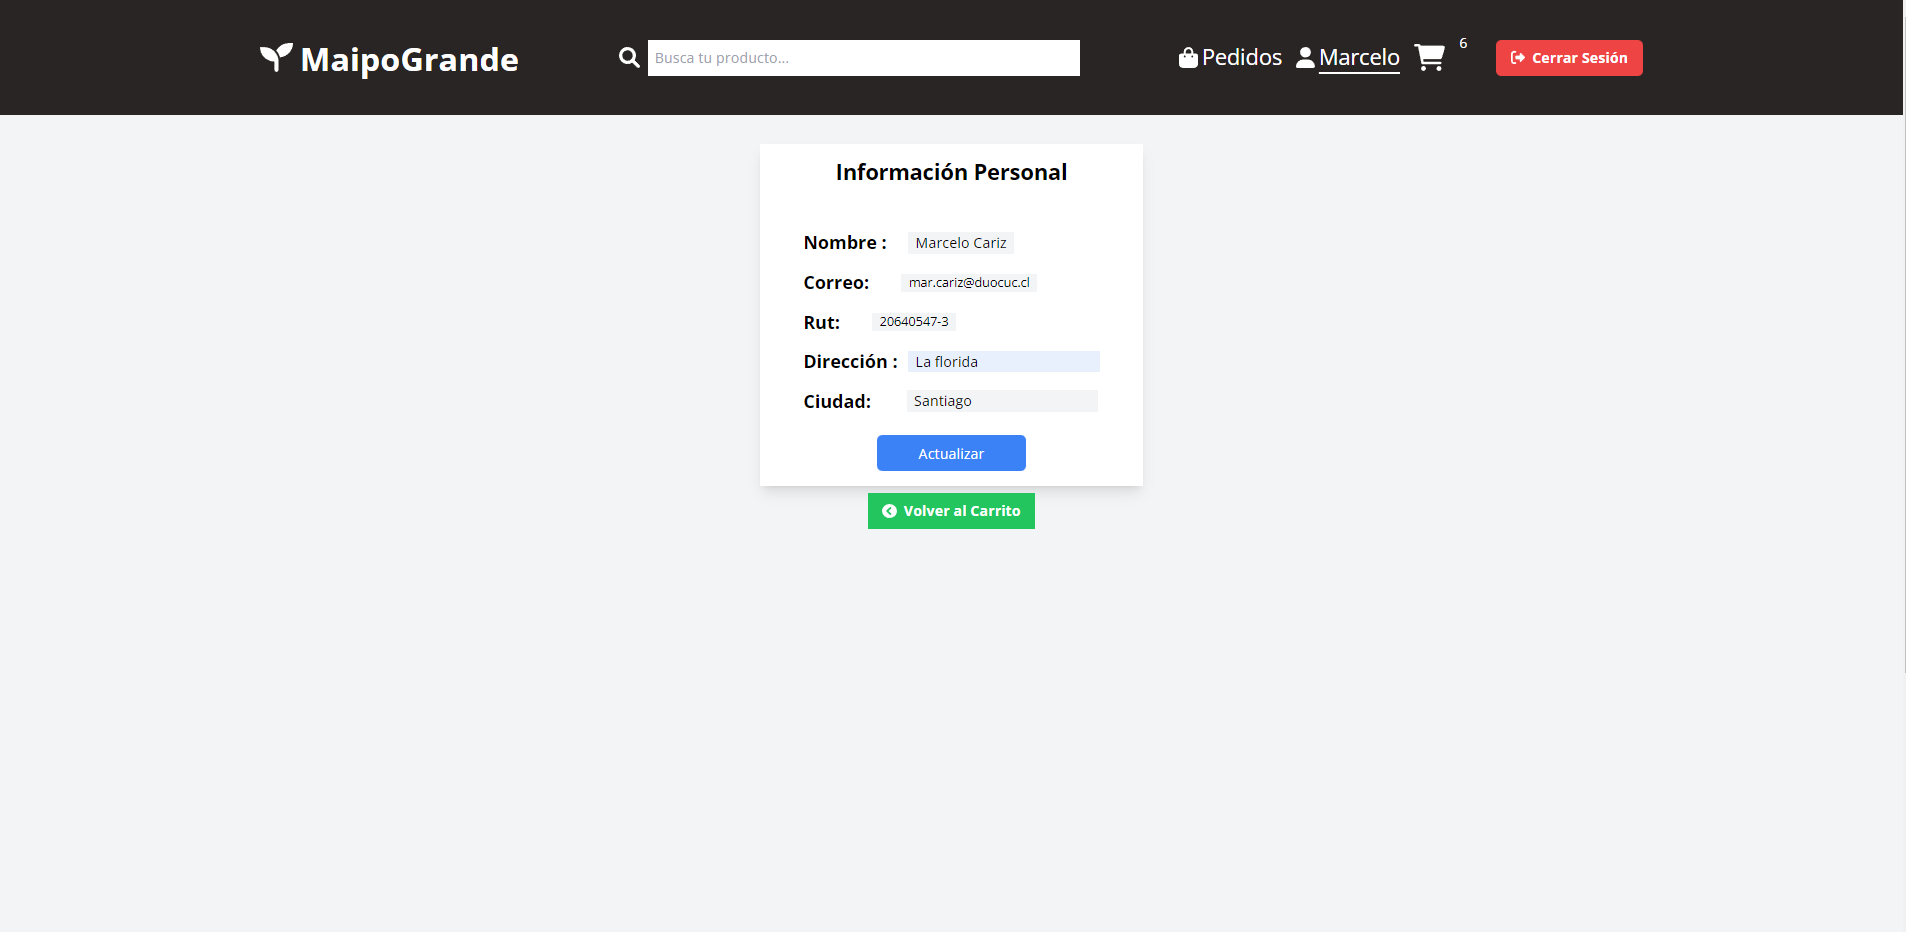 MaipoGrande
Busca tu producto...
Pedidos
Marcelo
6
Cerrar Sesión
Información Personal
Nombre : Marcelo Cariz
Correo: mar.cariz@duocuc.cl
Rut: 20640547-3
Dirección : La florida
Ciudad: Santiago
Actualizar
Volver al Carrito